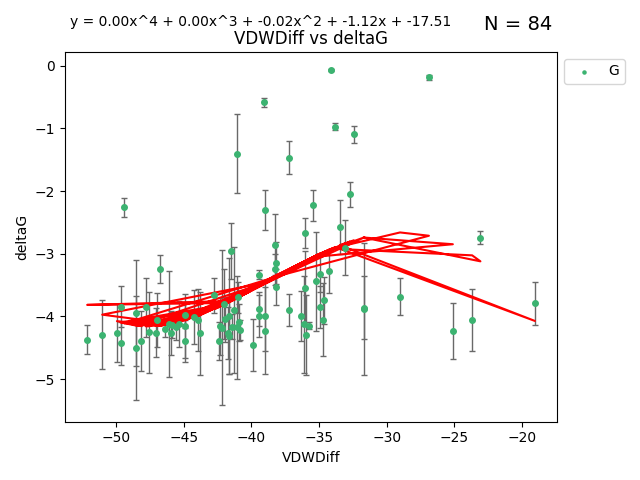 y = 0.00x^4 + 0.00x^3 + -0.02x^2 + -1.12x + -17.51
N = 84
VDWDiff vs deltaG
G
0
−1
−2
−3
−4
−5
deltaG
−50 −45 −40 −35 −30 −25 −20
VDWDiff